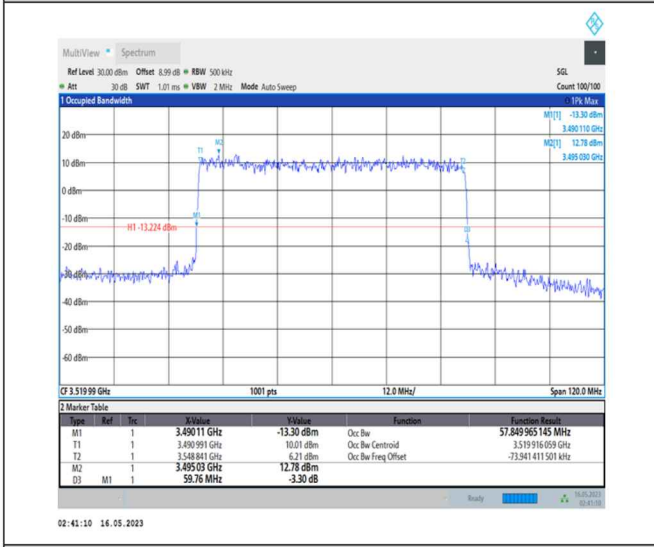 MultiView Spectrum
Ref Level 30.00 dBm Offset 8.99 dB RBW 500 kHz SGL
Att 30 dB SWT 1.01 ms VBW 2 MHz Mode Auto Sweep Count 100/100
1 Occupied Bandwidth 1Pk Max
M1[1] -13.30 dBm
3.490 110 GHz
M2[1] 12.78 dBm
3.495 030 GHz
20 dBm
M2
T1
T2
10 dBm
0 dBm
-10 dBm
M1
H1 -13.224 dBm
D3
-20 dBm
-30 dBm
-40 dBm
-50 dBm
-60 dBm
CF 3.519 99 GHz 1001 pts 12.0 MHz/ Span 120.0 MHz
2 Marker Table
Type Ref Trc X-Value Y-Value Function Function Result
M1 1 3.490 11 GHz -13.30 dBm Occ Bw 57.849 965 145 MHz
T1 1 3.490 991 GHz 10.01 dBm Occ Bw Centroid 3.519 916 059 GHz
T2 1 3.548 841 GHz 6.21 dBm Occ Bw Freq Offset -73.941 411 501 kHz
M2 1 3.495 03 GHz 12.78 dBm
D3 M1 1 59.76 MHz -3.30 dB
Ready 16.05.2023
02:41:10
02:41:10 16.05.2023